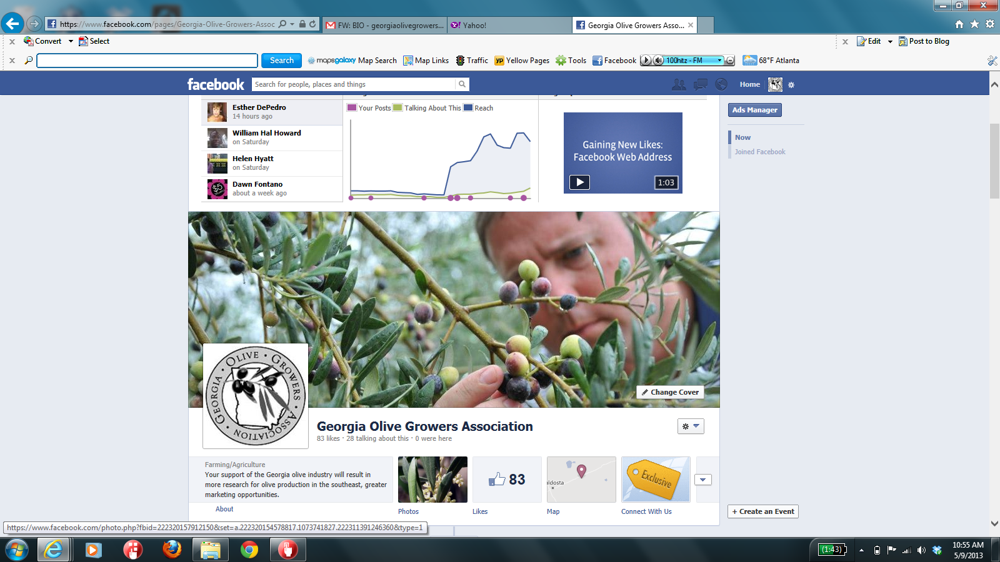 https://www.facebook.com/pages/Georgia-Olive-Growers-Assoc
FW: BIO - georgiaolivegrowers...
Yahoo!
Georgia Olive Growers Asso...
Convert
Select
Edit
Post to Blog
Search
mapsgalaxy Map Search
Map Links
Traffic
yp Yellow Pages
Tools
Facebook
100hitz - FM
68°F Atlanta
facebook
Search for people, places and things
Home
Esther DePedro
14 hours ago
William Hal Howard
on Saturday
Helen Hyatt
on Saturday
Dawn Fontano
about a week ago
Your Posts Talking About This Reach
Gaining New Likes:
Facebook Web Address
1:03
Ads Manager
Now
Joined Facebook
Change Cover
GEORGIA • OLIVE • GROWERS • ASSOCIATION •
Georgia Olive Growers Association
83 likes · 28 talking about this · 0 were here
Farming/Agriculture
Your support of the Georgia olive industry will result in
more research for olive production in the southeast, greater
marketing opportunities.
About
Photos
83
Likes
aldosta
Map
Exclusive
Connect With Us
+ Create an Event
https://www.facebook.com/photo.php?fbid=222320157912150&set=a.222320154578817.1073741827.222311391246360&type=1
(1:43)
10:55 AM
5/9/2013